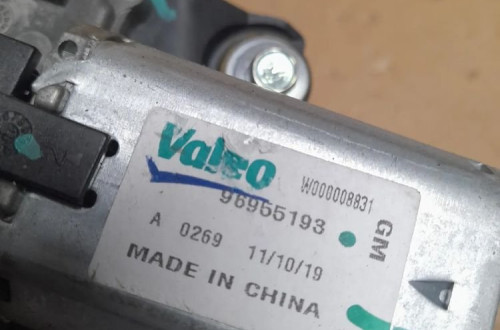 Valeo
W000008831
96955193
GM
A 0269 11/10/19
MADE IN CHINA